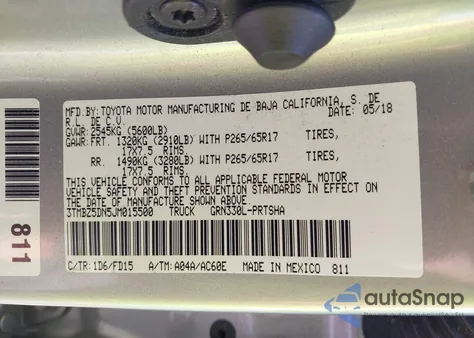 MFD.BY:TOYOTA MOTOR MANUFACTURING DE BAJA CALIFORNIA, S. DE
R.L. DE C.V. 05/18
GVWR: 2545KG (5600LB)
GAWR:FRT. 1320KG (2910LB) WITH P265/65R17 TIRES,
17X7.5 RIMS
RR. 1490KG (3280LB) WITH P265/65R17 TIRES,
17X7.5 RIMS
THIS VEHICLE CONFORMS TO ALL APPLICABLE FEDERAL MOTOR
VEHICLE SAFETY AND THEFT PREVENTION STANDARDS IN EFFECT ON
THE DATE OF MANUFACTURE SHOWN ABOVE.
3TMBZ5DN5JM015500 TRUCK GRN330L-PRTSHA
C/TR: 1D6/FD15 A/TM: A04A/AC60E MADE IN MEXICO 811
811
autoSnap